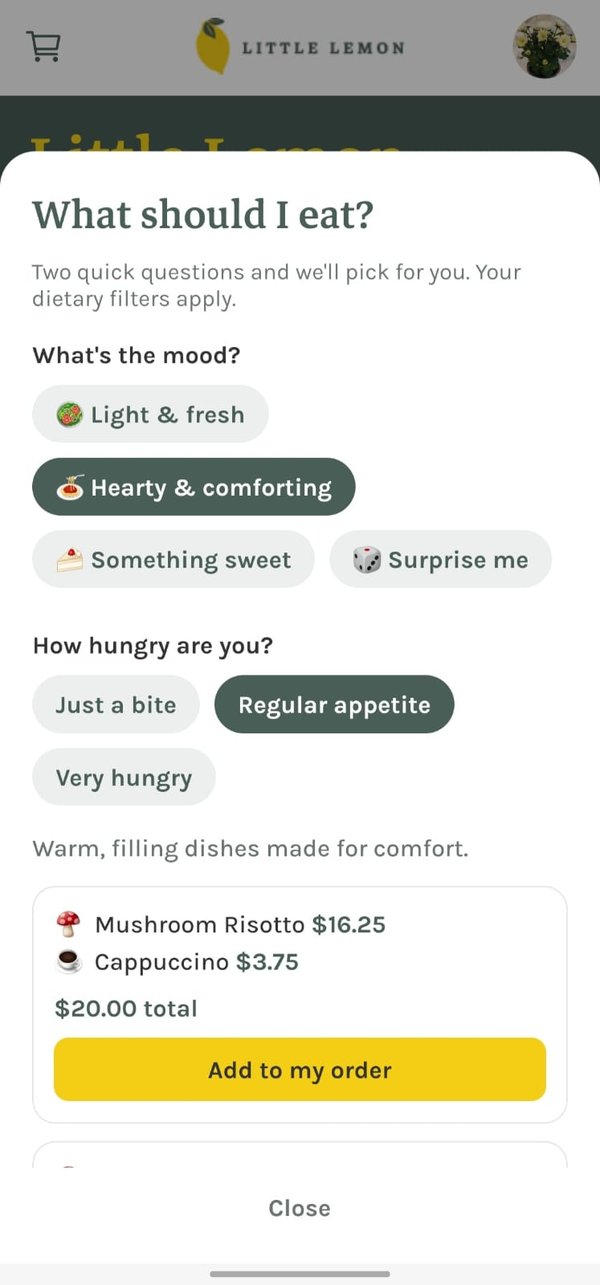 LITTLE LEMON
Little Lemon
What should I eat?
Two quick questions and we'll pick for you. Your
dietary filters apply.
What's the mood?
Light & fresh
Hearty & comforting
Something sweet
Surprise me
How hungry are you?
Just a bite
Regular appetite
Very hungry
Warm, filling dishes made for comfort.
Mushroom Risotto $16.25
Cappuccino $3.75
$20.00 total
Add to my order
Close